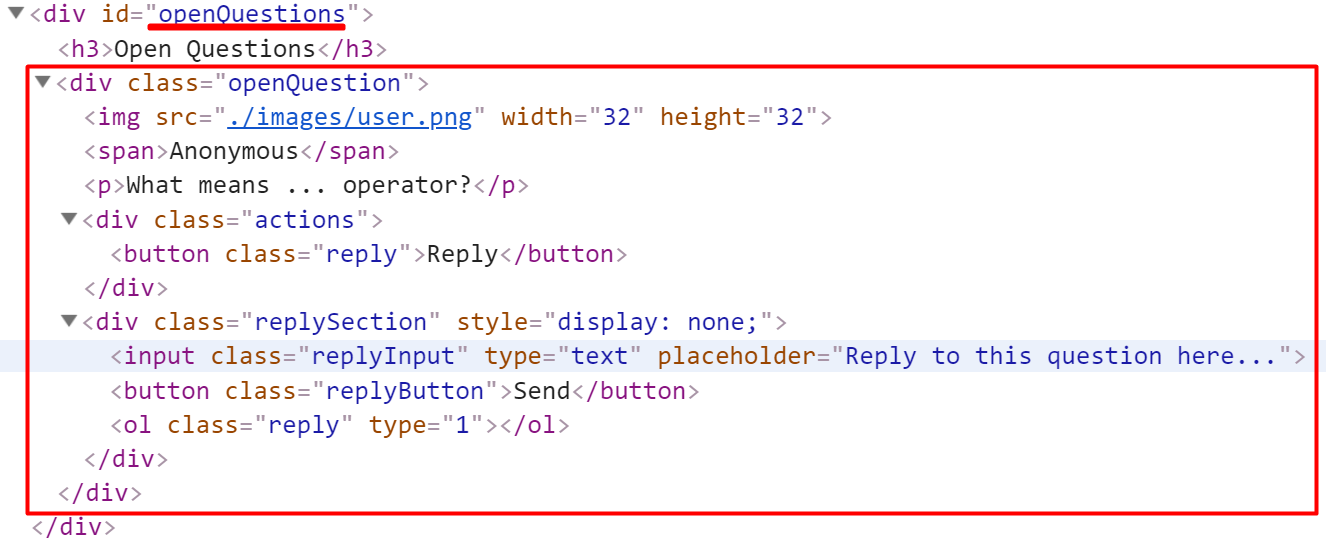 <div id="openQuestions">
<h3>Open Questions</h3>
<div class="openQuestion">
<img src="./images/user.png" width="32" height="32">
<span>Anonymous</span>
<p>What means ... operator?</p>
<div class="actions">
<button class="reply">Reply</button>
</div>
<div class="replySection" style="display: none;">
<input class="replyInput" type="text" placeholder="Reply to this question here...">
<button class="replyButton">Send</button>
<ol class="reply" type="1"></ol>
</div>
</div>
</div>